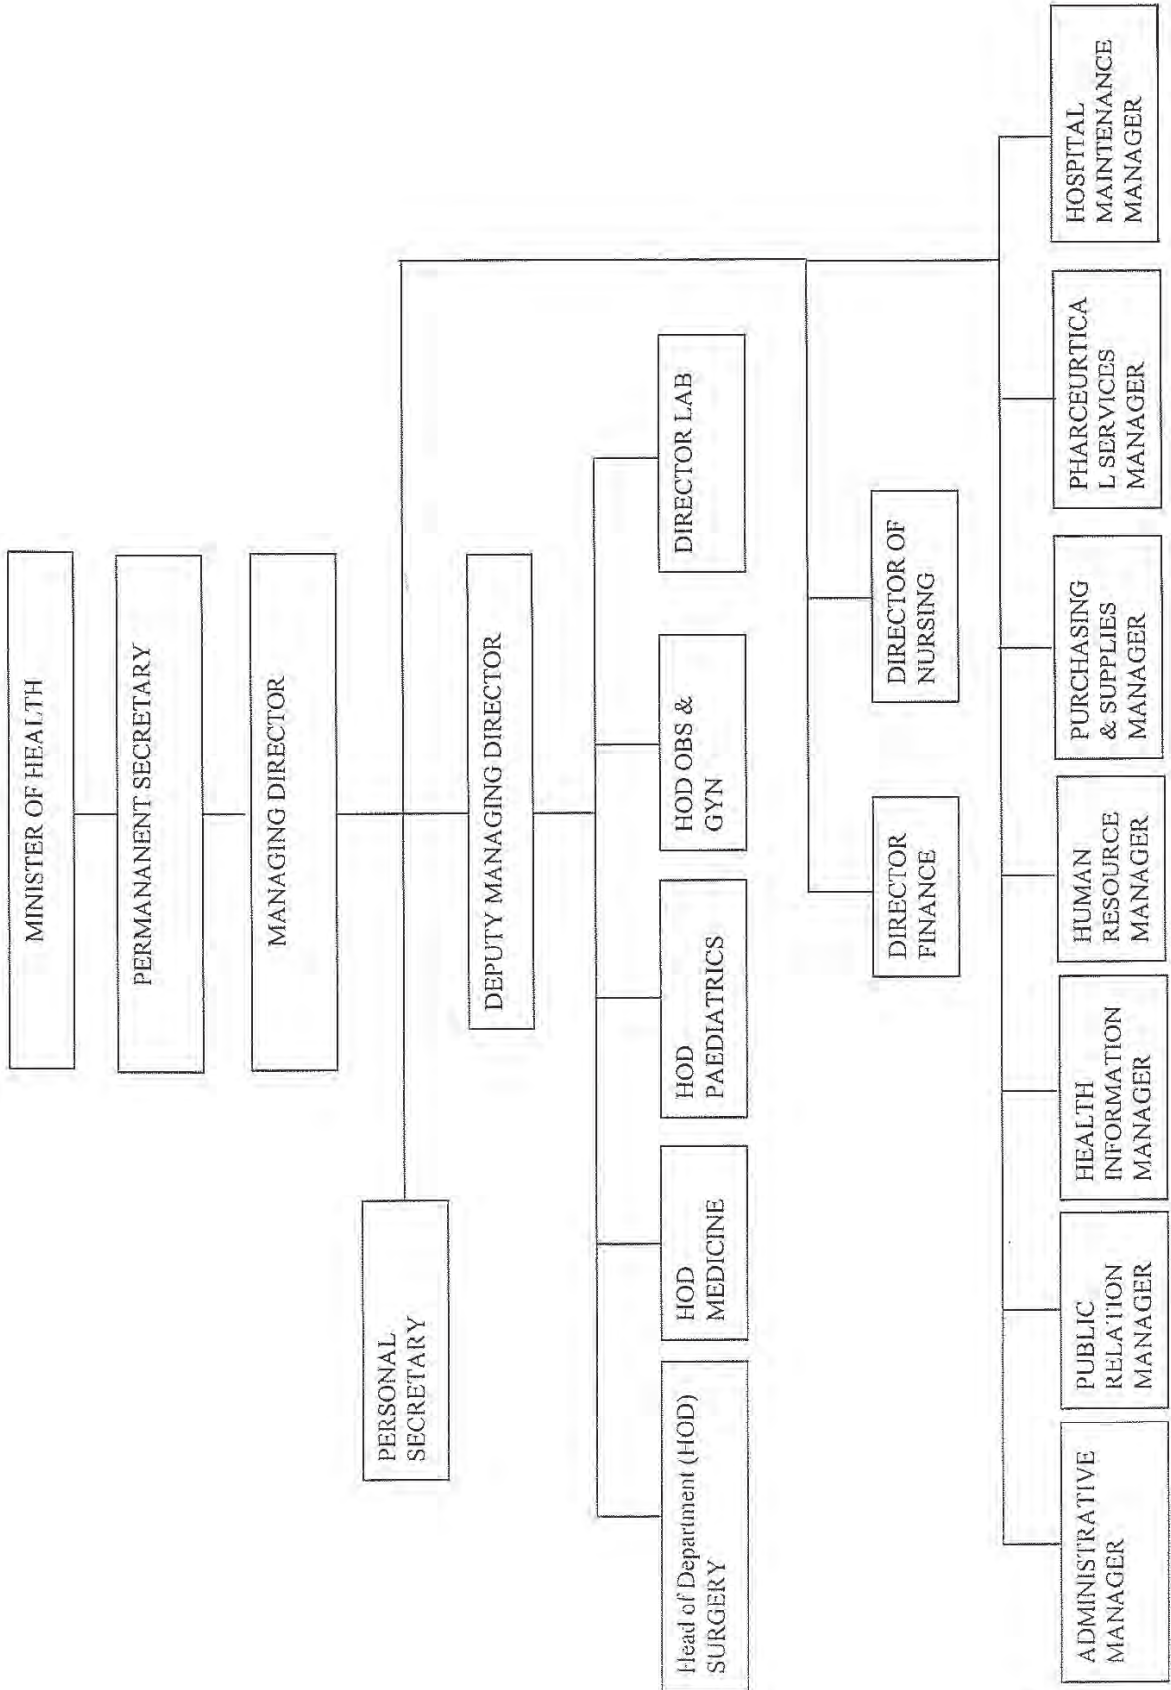 MINISTER OF HEALTH
PERMANANENT SECRETARY
MANAGING DIRECTOR
PERSONAL
SECRETARY
DEPUTY MANAGING DIRECTOR
Head of Department (HOD)
SURGERY
HOD
MEDICINE
HOD
PAEDIATRICS
HOD OBS &
GYN
DIRECTOR LAB
DIRECTOR
FINANCE
DIRECTOR OF
NURSING
ADMINISTRATIVE
MANAGER
PUBLIC
RELATION
MANAGER
HEALTH
INFORMATION
MANAGER
HUMAN
RESOURCE
MANAGER
PURCHASING
& SUPPLIES
MANAGER
PHARCEURTICA
L SERVICES
MANAGER
HOSPITAL
MAINTENANCE
MANAGER